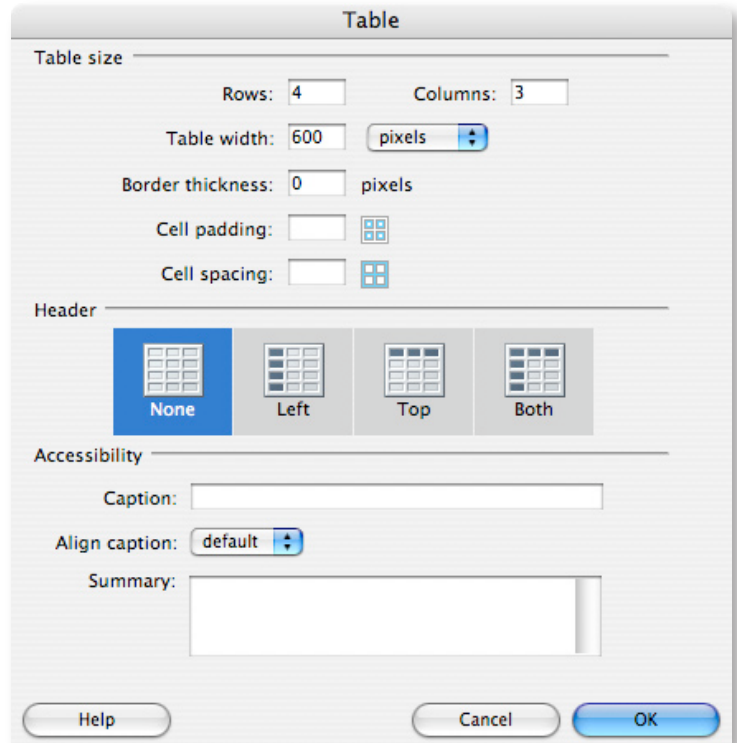 Table
Table size
Rows: 4 Columns: 3
Table width: 600 pixels
Border thickness: 0 pixels
Cell padding:
Cell spacing:
Header
None Left Top Both
Accessibility
Caption:
Align caption: default
Summary:
Help Cancel OK